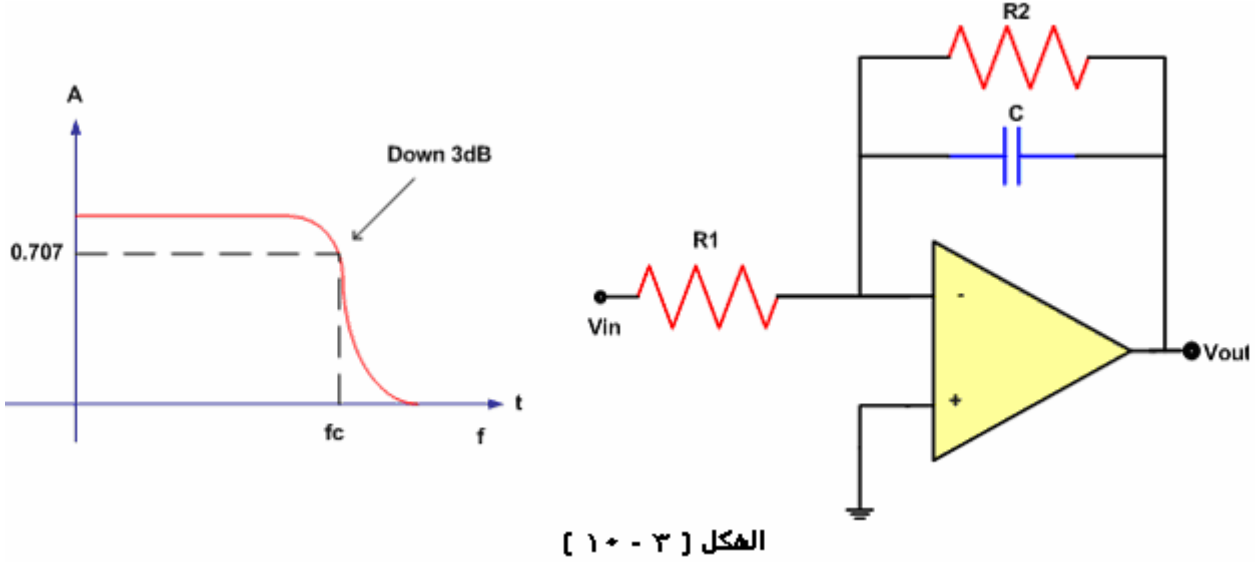 A
Down 3dB
0.707
fc
t
f
R2
C
R1
Vin
-
+
Vout
الشكل [ ٣ - ١٠ ]